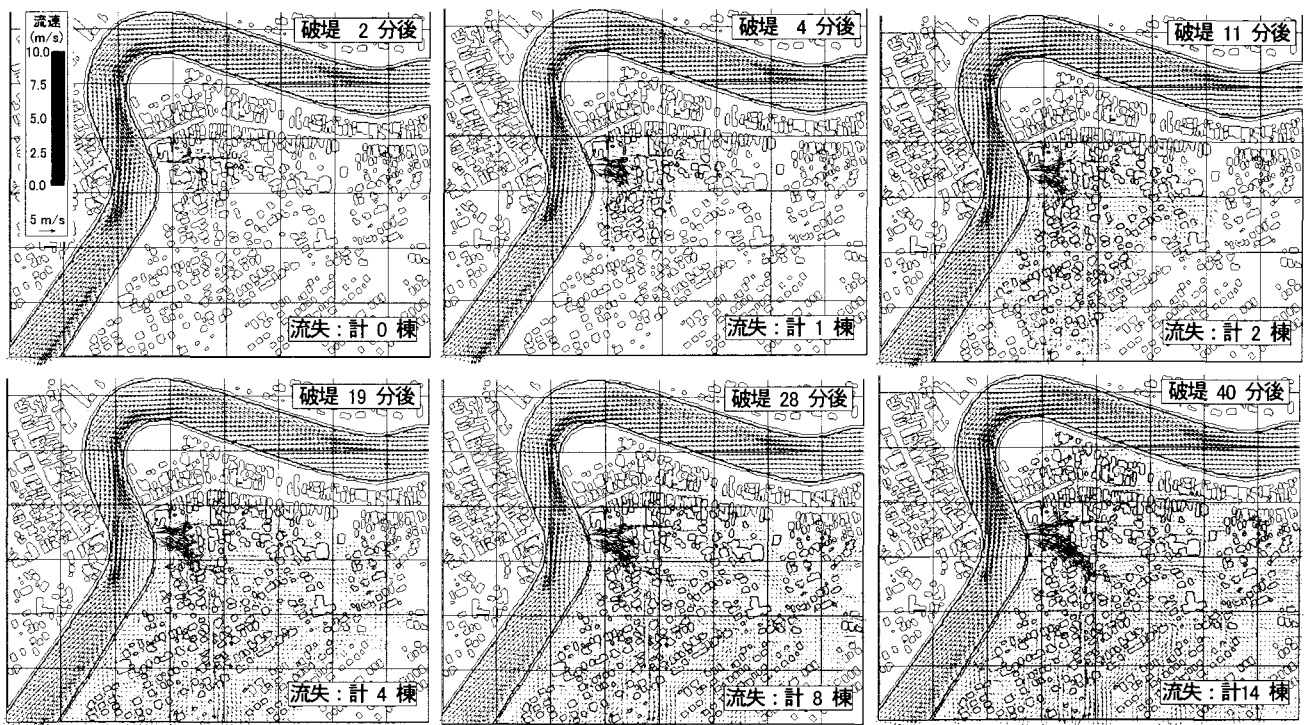 流速
(m/s)
10.0
7.5
5.0
2.5
0.0
5 m/s
破堤 2 分後
流失：計 0 棟
破堤 4 分後
流失：計 1 棟
破堤 11 分後
流失：計 2 棟
破堤 19 分後
流失：計 4 棟
破堤 28 分後
流失：計 8 棟
破堤 40 分後
流失：計14 棟